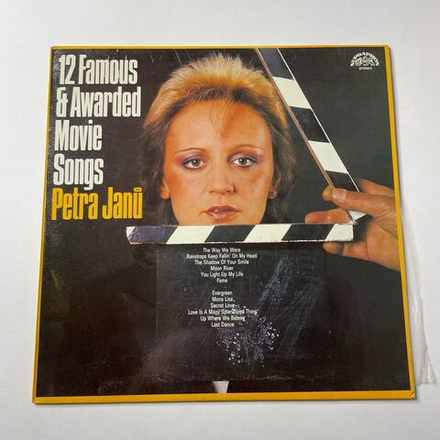 12 Famous
& Awarded
Movie
Songs
Petra Janů
SUPRAPHON
STEREO
The Way We Were
Raindrops Keep Fallin' On My Head
The Shadow Of Your Smile
Moon River
You Light Up My Life
Fame
Evergreen
Mona Lisa
Secret Love
Love Is A Many Splendored Thing
Up Where We Belong
Last Dance